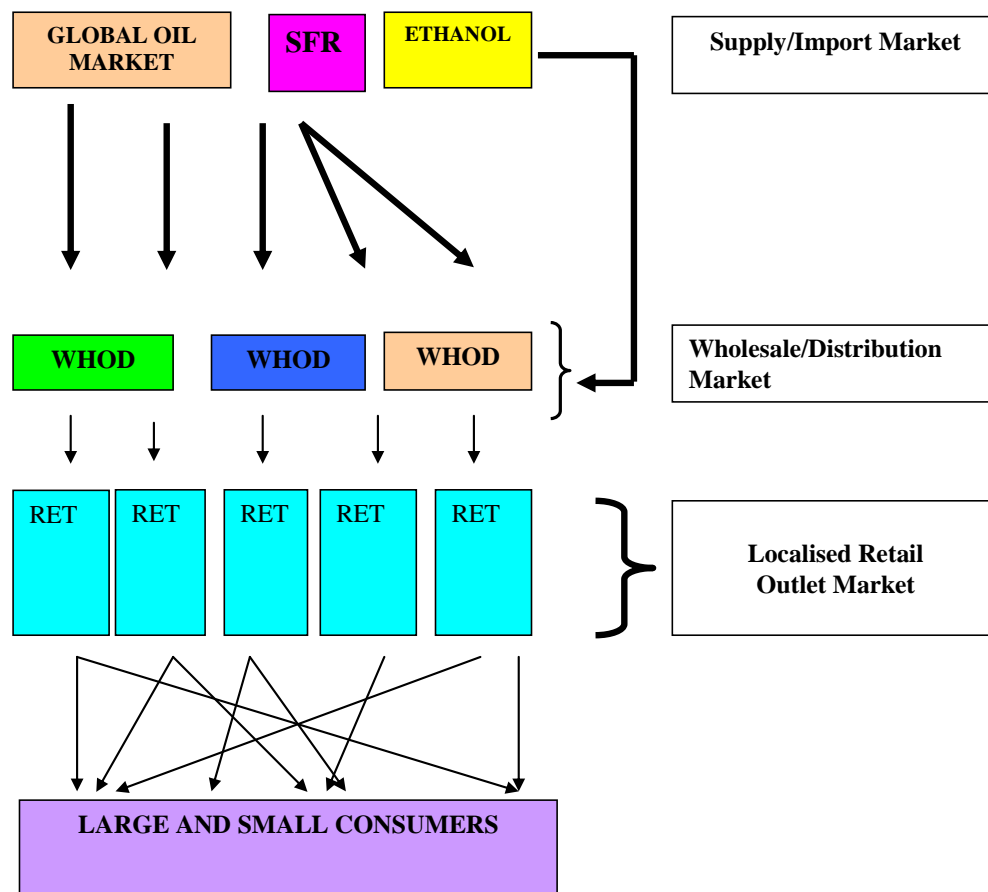 GLOBAL OIL
MARKET
SFR
ETHANOL
Supply/Import Market
WHOD
WHOD
WHOD
Wholesale/Distribution
Market
RET
RET
RET
RET
RET
Localised Retail
Outlet Market
LARGE AND SMALL CONSUMERS